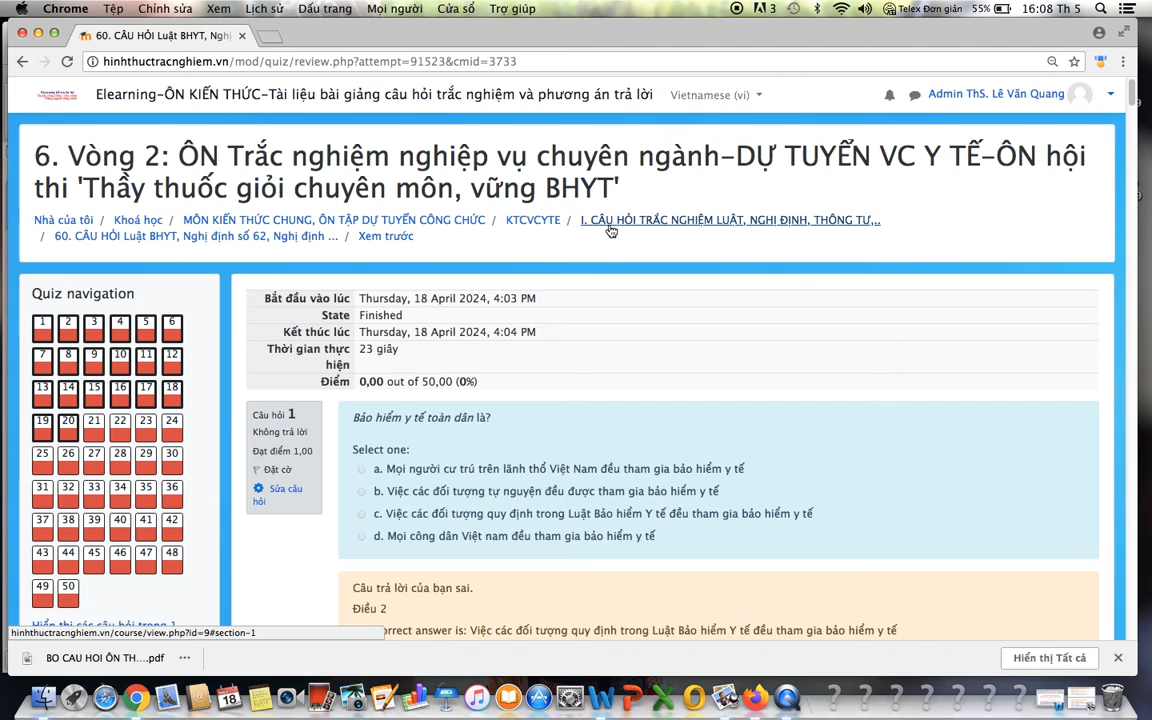 Chrome Tệp Chỉnh sửa Xem Lịch sử Dấu trang Mọi người Cửa sổ Trợ giúp 3 Telex Đơn giản 55% 16:08 Th 5
60. CÂU HỎI Luật BHYT, Nghị
hinhthuctracnghiem.vn/mod/quiz/review.php?attempt=91523&cmid=3733
Elearning-ÔN KIẾN THỨC-Tài liệu bài giảng câu hỏi trắc nghiệm và phương án trả lời Vietnamese (vi) Admin ThS. Lê Văn Quang
6. Vòng 2: ÔN Trắc nghiệm nghiệp vụ chuyên ngành-DỰ TUYỂN VC Y TẾ-ÔN hội
thi 'Thầy thuốc giỏi chuyên môn, vững BHYT'
Nhà của tôi / Khoá học / MÔN KIẾN THỨC CHUNG, ÔN TẬP DỰ TUYỂN CÔNG CHỨC / KTCVCYTE / I. CÂU HỎI TRẮC NGHIỆM LUẬT, NGHỊ ĐỊNH, THÔNG TƯ,..
/ 60. CÂU HỎI Luật BHYT, Nghị định số 62, Nghị định ... / Xem trước
Quiz navigation
1 2 3 4 5 6
7 8 9 10 11 12
13 14 15 16 17 18
19 20 21 22 23 24
25 26 27 28 29 30
31 32 33 34 35 36
37 38 39 40 41 42
43 44 45 46 47 48
49 50
Hiển thị các câu hỏi trong 1
Bắt đầu vào lúc Thursday, 18 April 2024, 4:03 PM
State Finished
Kết thúc lúc Thursday, 18 April 2024, 4:04 PM
Thời gian thực hiện 23 giây
Điểm 0,00 out of 50,00 (0%)
Câu hỏi 1
Không trả lời
Đạt điểm 1,00
Đặt cờ
Sửa câu
hỏi
Bảo hiểm y tế toàn dân là?
Select one:
a. Mọi người cư trú trên lãnh thổ Việt Nam đều tham gia bảo hiểm y tế
b. Việc các đối tượng tự nguyện đều được tham gia bảo hiểm y tế
c. Việc các đối tượng quy định trong Luật Bảo hiểm Y tế đều tham gia bảo hiểm y tế
d. Mọi công dân Việt nam đều tham gia bảo hiểm y tế
Câu trả lời của bạn sai.
Điều 2
orrect answer is: Việc các đối tượng quy định trong Luật Bảo hiểm Y tế đều tham gia bảo hiểm y tế
hinhthuctracnghiem.vn/course/view.php?id=9#section-1
BO CAU HOI ÔN TH....pdf Hiển thị Tất cả